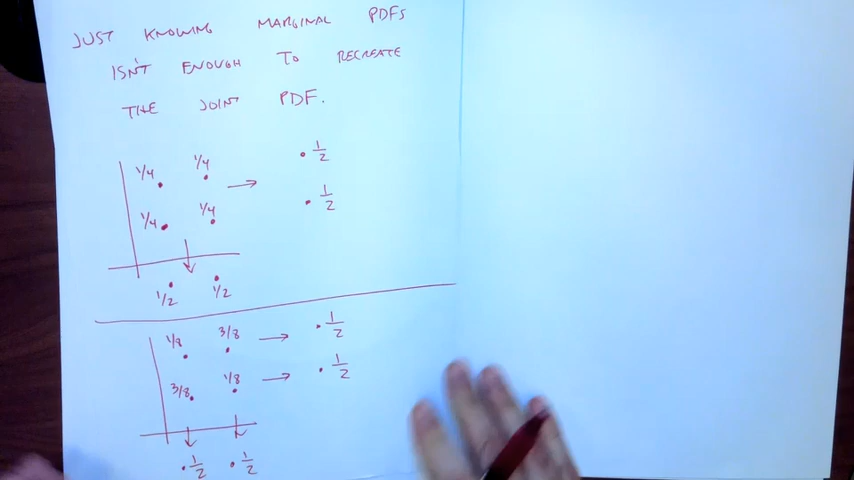 JUST KNOWING MARGINAL PDFS
ISN'T ENOUGH TO RECREATE
THE JOINT PDF.
1/4 1/4 → · 1/2
1/4 1/4 · 1/2
1/2 1/2
1/8 3/8 → · 1/2
3/8 1/8 → · 1/2
· 1/2 · 1/2